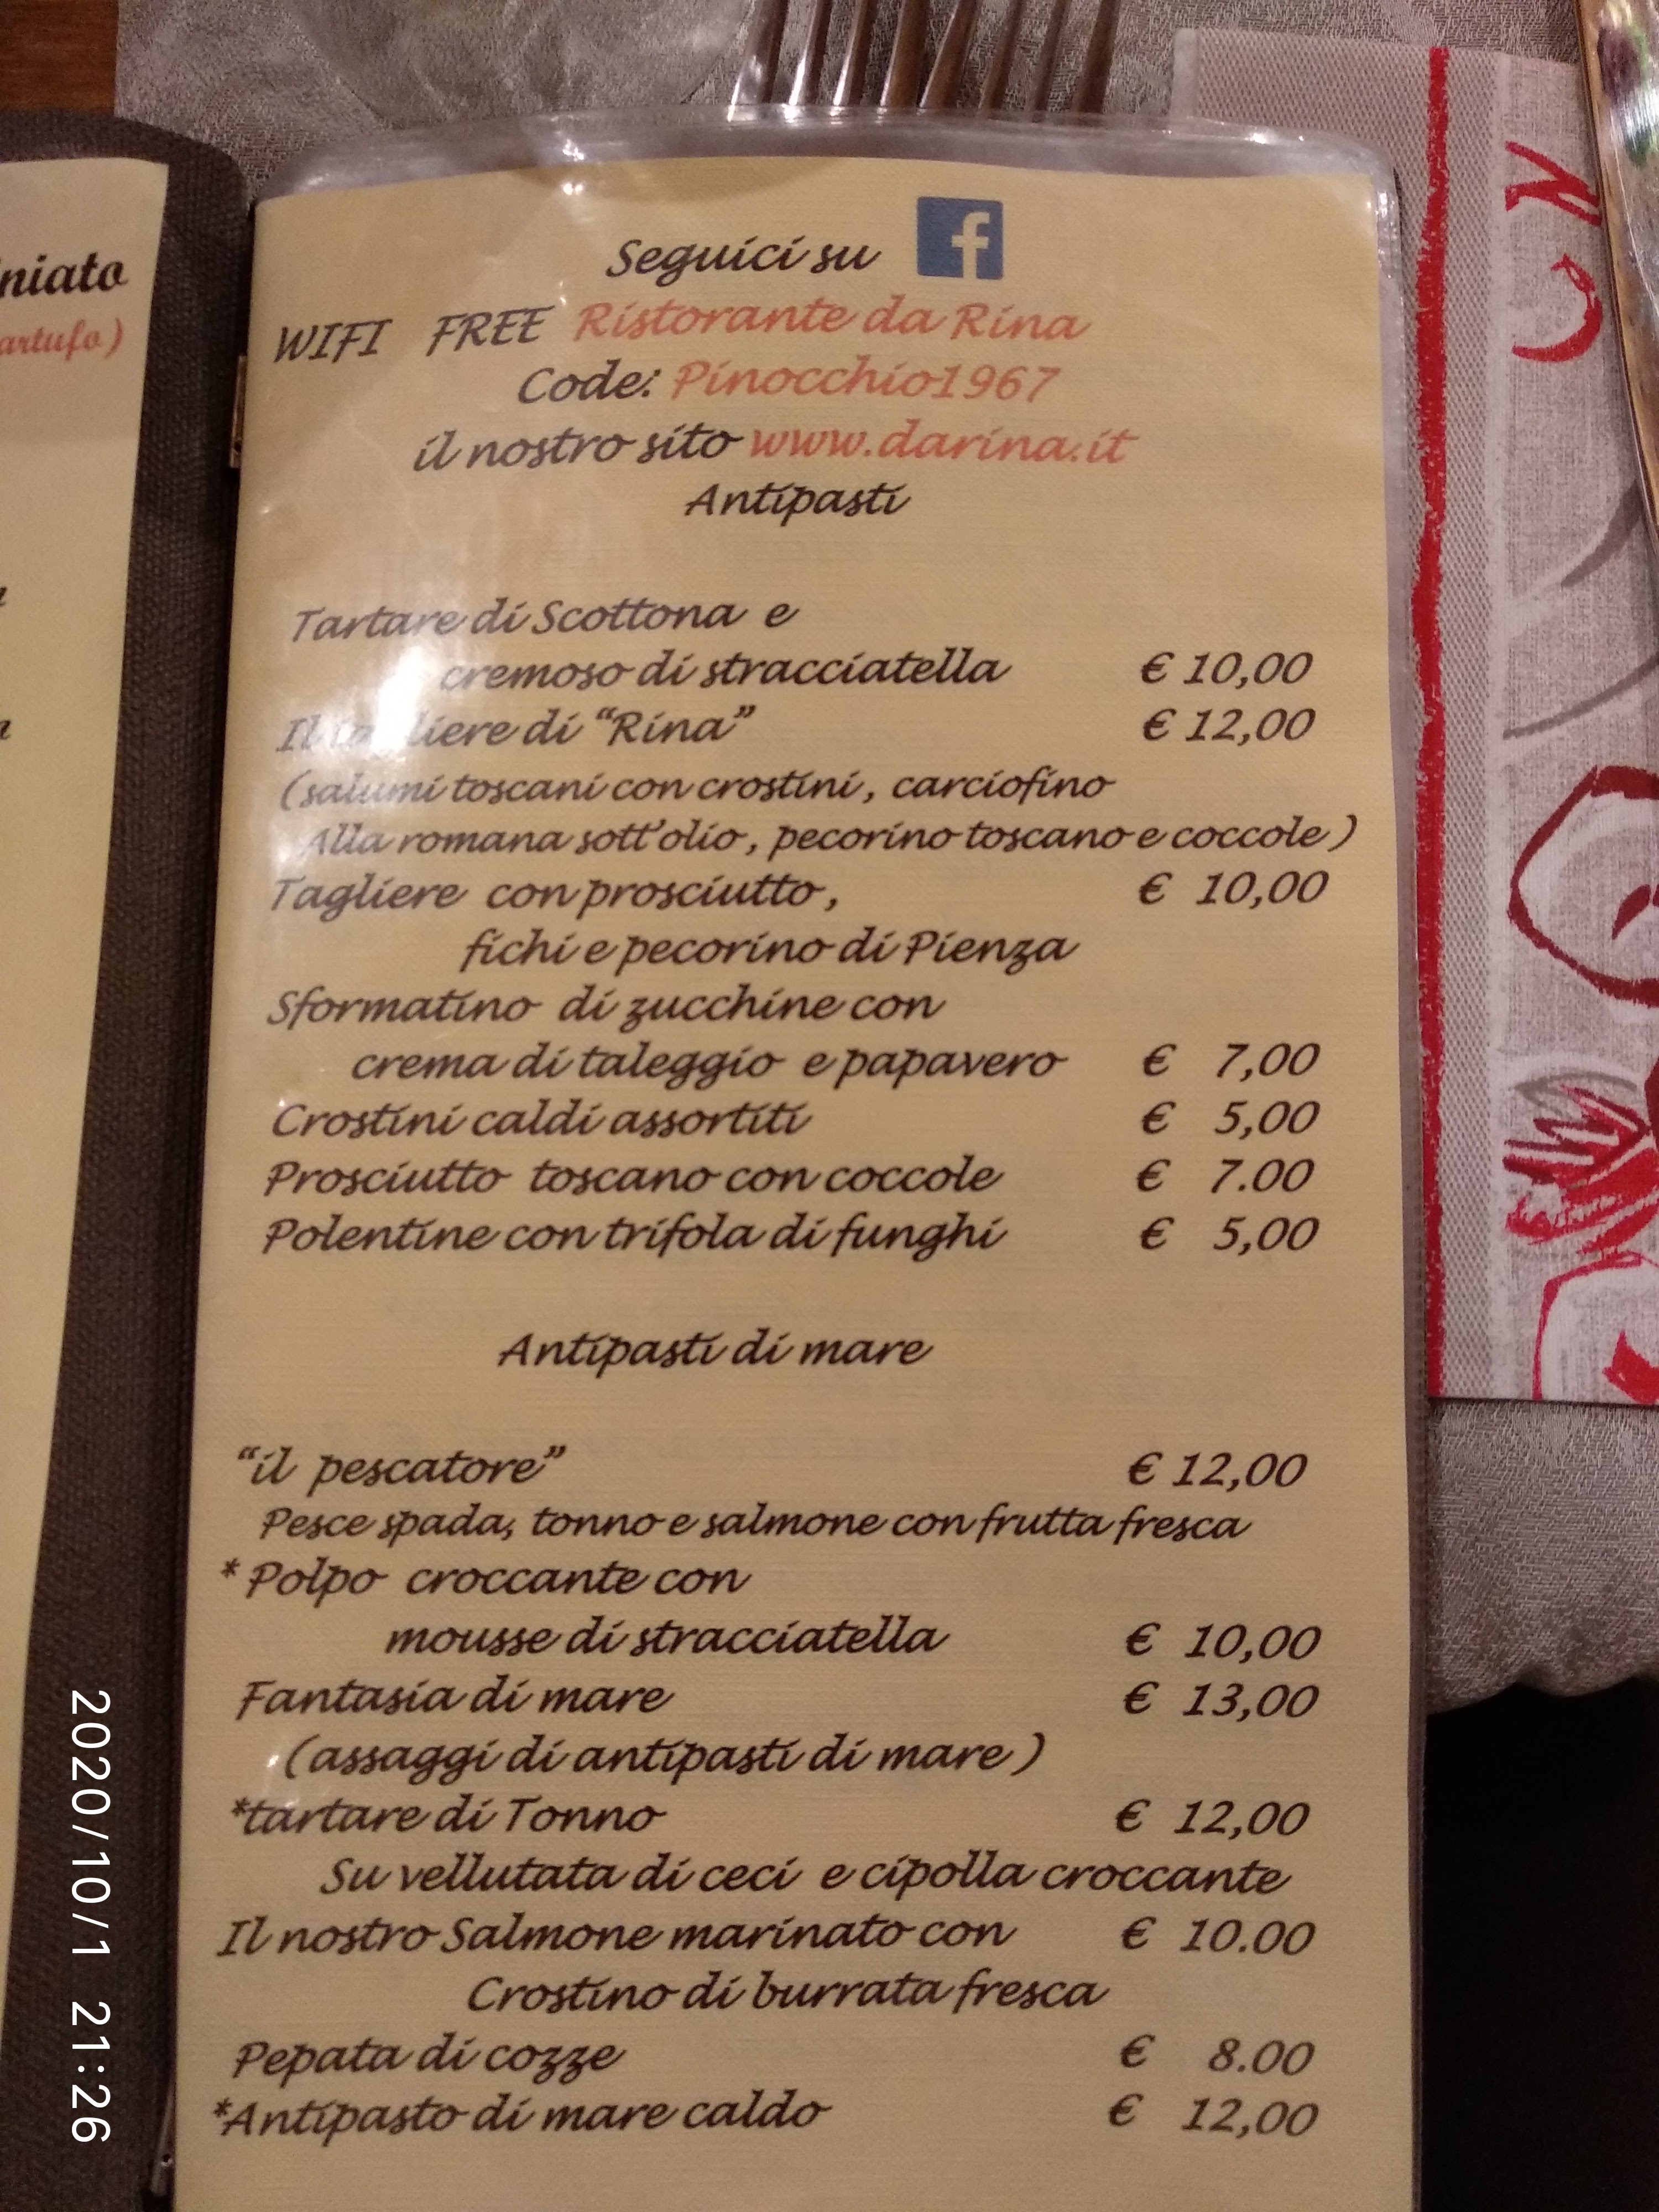 niato
artufo)
Seguici su f
WIFI FREE Ristorante da Rina
Code: Pinocchio1967
il nostro sito www.darina.it
Antipasti
Tartare di Scottona e
cremoso di stracciatella € 10,00
Il tagliere di “Rina” € 12,00
(salumi toscani con crostini, carciofino
Alla romana sott'olio, pecorino toscano e coccole)
Tagliere con prosciutto, € 10,00
fichi e pecorino di Pienza
Sformatino di zucchine con
crema di taleggio e papavero € 7,00
Crostini caldi assortiti € 5,00
Prosciutto toscano con coccole € 7.00
Polentine con trifola di funghi € 5,00
Antipasti di mare
“il pescatore” € 12,00
Pesce spada, tonno e salmone con frutta fresca
* Polpo croccante con
mousse di stracciatella € 10,00
Fantasia di mare € 13,00
(assaggi di antipasti di mare)
*tartare di Tonno € 12,00
Su vellutata di ceci e cipolla croccante
Il nostro Salmone marinato con € 10.00
Crostino di burrata fresca
Pepata di cozze € 8.00
*Antipasto di mare caldo € 12,00
2020/10/1 21:26